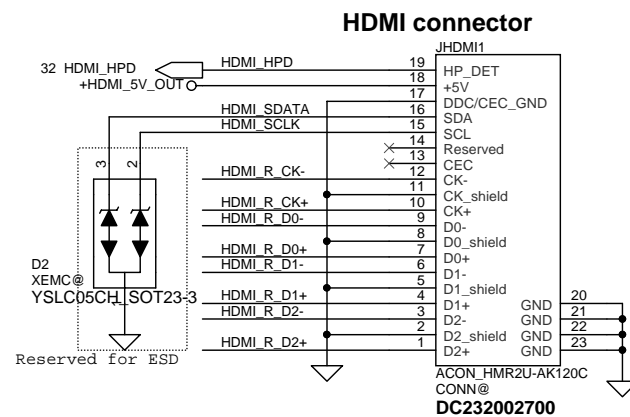 HDMI connector
JHDMI1
32 HDMI_HPD
HDMI_HPD
19
HP_DET
+HDMI_5V_OUT
18
+5V
17
DDC/CEC_GND
HDMI_SDATA
16
SDA
HDMI_SCLK
15
SCL
14
Reserved
13
CEC
HDMI_R_CK-
12
CK-
11
CK_shield
HDMI_R_CK+
10
CK+
HDMI_R_D0-
9
D0-
8
D0_shield
HDMI_R_D0+
7
D0+
HDMI_R_D1-
6
D1-
5
D1_shield
HDMI_R_D1+
4
D1+
GND
20
HDMI_R_D2-
3
D2-
GND
21
2
D2_shield
GND
22
HDMI_R_D2+
1
D2+
GND
23
3
2
D2
XEMC@
YSLC05CH_SOT23-3
1
Reserved for ESD
ACON_HMR2U-AK120C
CONN@
DC232002700